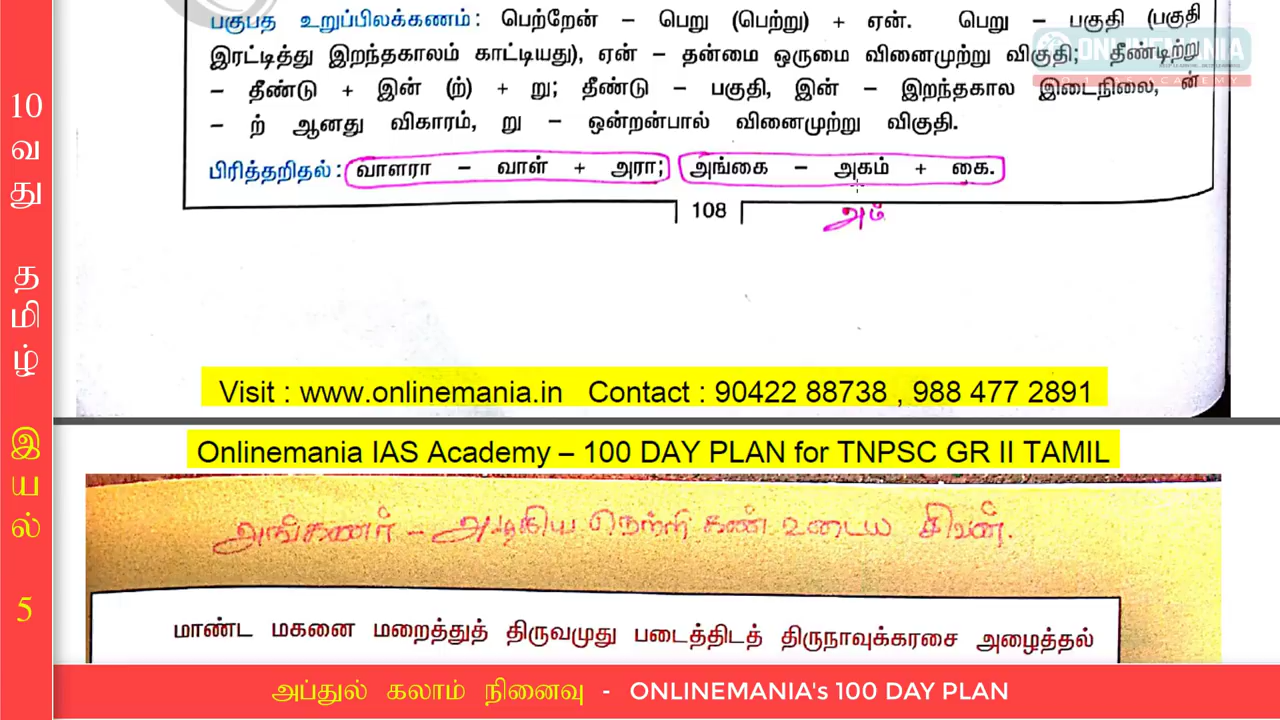 பகுபத உறுப்பிலக்கணம் : பெற்றேன் – பெறு (பெற்று) + ஏன். பெறு – பகுதி (பகுதி
இரட்டித்து இறந்தகாலம் காட்டியது), ஏன் – தன்மை ஒருமை வினைமுற்று விகுதி; தீண்டிற்று
– தீண்டு + இன் (ற்) + று; தீண்டு – பகுதி, இன் – இறந்தகால இடைநிலை, ன்
– ற் ஆனது விகாரம், று – ஒன்றன்பால் வினைமுற்று விகுதி.
பிரித்தறிதல் : வாளரா – வாள் + அரா; அங்கை – அகம் + கை.
108
அம்
Visit : www.onlinemania.in Contact : 90422 88738 , 988 477 2891
Onlinemania IAS Academy – 100 DAY PLAN for TNPSC GR II TAMIL
அங்கணர் – அழகிய நெற்றி கண் உடைய சிவன்.
மாண்ட மகனை மறைத்துத் திருவமுது படைத்திடத் திருநாவுக்கரசை அழைத்தல்
அப்துல் கலாம் நினைவு - ONLINEMANIA's 100 DAY PLAN
10 வது தமிழ் இயல் 5
ONLINEMANIA